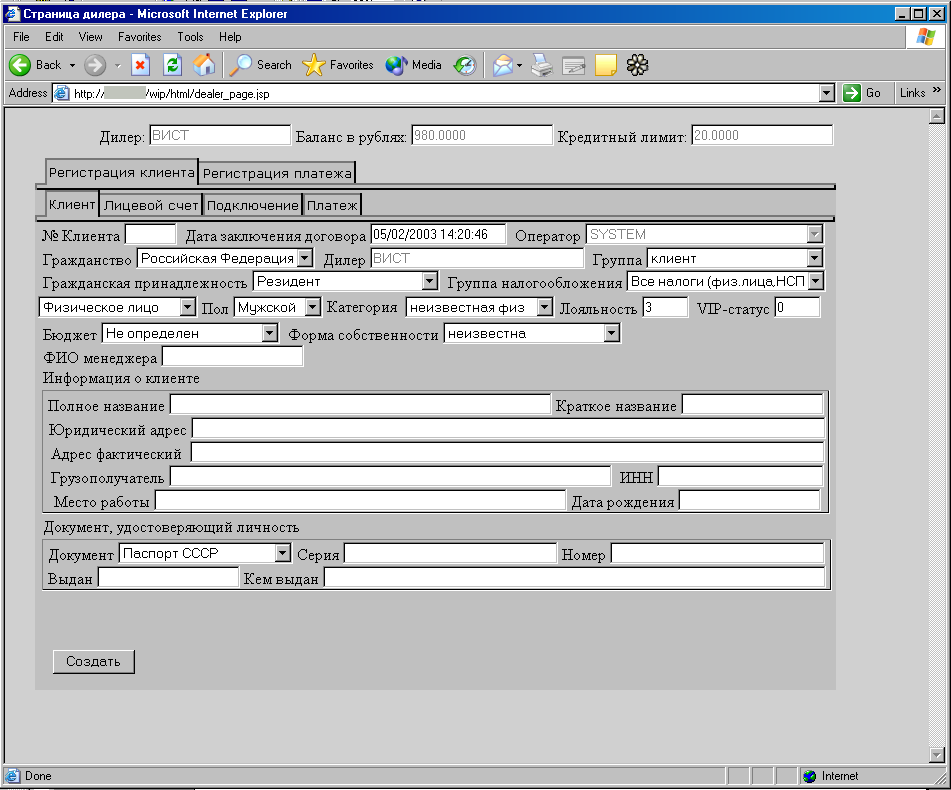 Страница дилера - Microsoft Internet Explorer
File Edit View Favorites Tools Help
Back Search Favorites Media
Address http:// /wip/html/dealer_page.jsp Go Links »
Дилер: ВИСТ Баланс в рублях: 980.0000 Кредитный лимит: 20.0000
Регистрация клиента Регистрация платежа
Клиент Лицевой счет Подключение Платеж
№ Клиента Дата заключения договора 05/02/2003 14:20:46 Оператор SYSTEM
Гражданство Российская Федерация Дилер ВИСТ Группа клиент
Гражданская принадлежность Резидент Группа налогообложения Все налоги (физ.лица,НСП
Физическое лицо Пол Мужской Категория неизвестная физ Лояльность 3 VIP-статус 0
Бюджет Не определен Форма собственности неизвестна
ФИО менеджера
Информация о клиенте
Полное название Краткое название
Юридический адрес
Адрес фактический
Грузополучатель ИНН
Место работы Дата рождения
Документ, удостоверяющий личность
Документ Паспорт СССР Серия Номер
Выдан Кем выдан
Создать
Done Internet